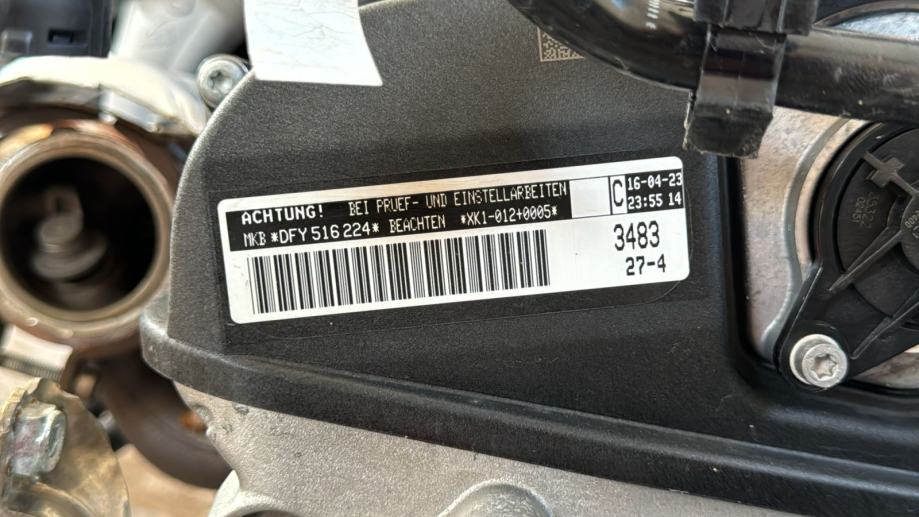 ACHTUNG! BEI PRUEF- UND EINSTELLARBEITEN
MKB *DFY 516 224* BEACHTEN *XK1-012+0005*
C
16-04-23
23:55 14
3483
27-4